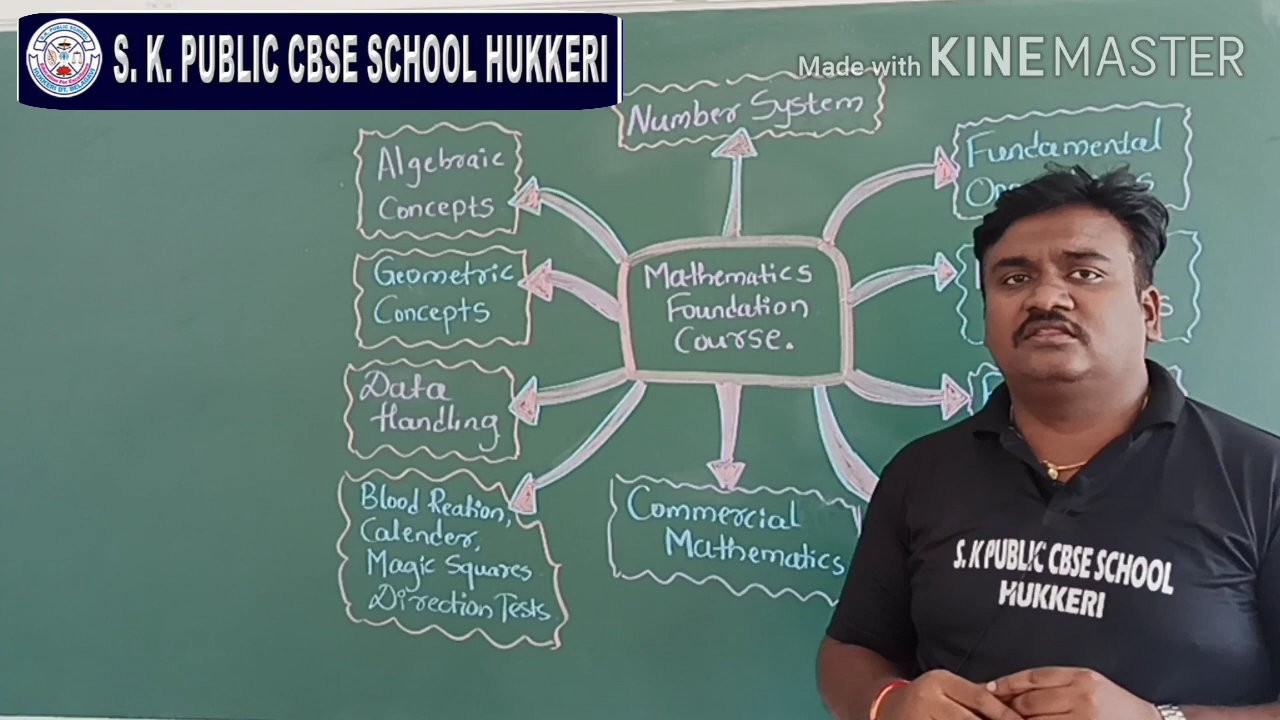 S. K. PUBLIC CBSE SCHOOL HUKKERI
Made with KINEMASTER
Number System
Algebraic
Concepts
Fundamental
Geometric
Concepts
Mathematics
Foundation
Course.
Data
Handling
Blood Reation,
Calender,
Magic Squares
Direction Tests
Commercial
Mathematics
S. K PUBLIC CBSE SCHOOL
HUKKERI